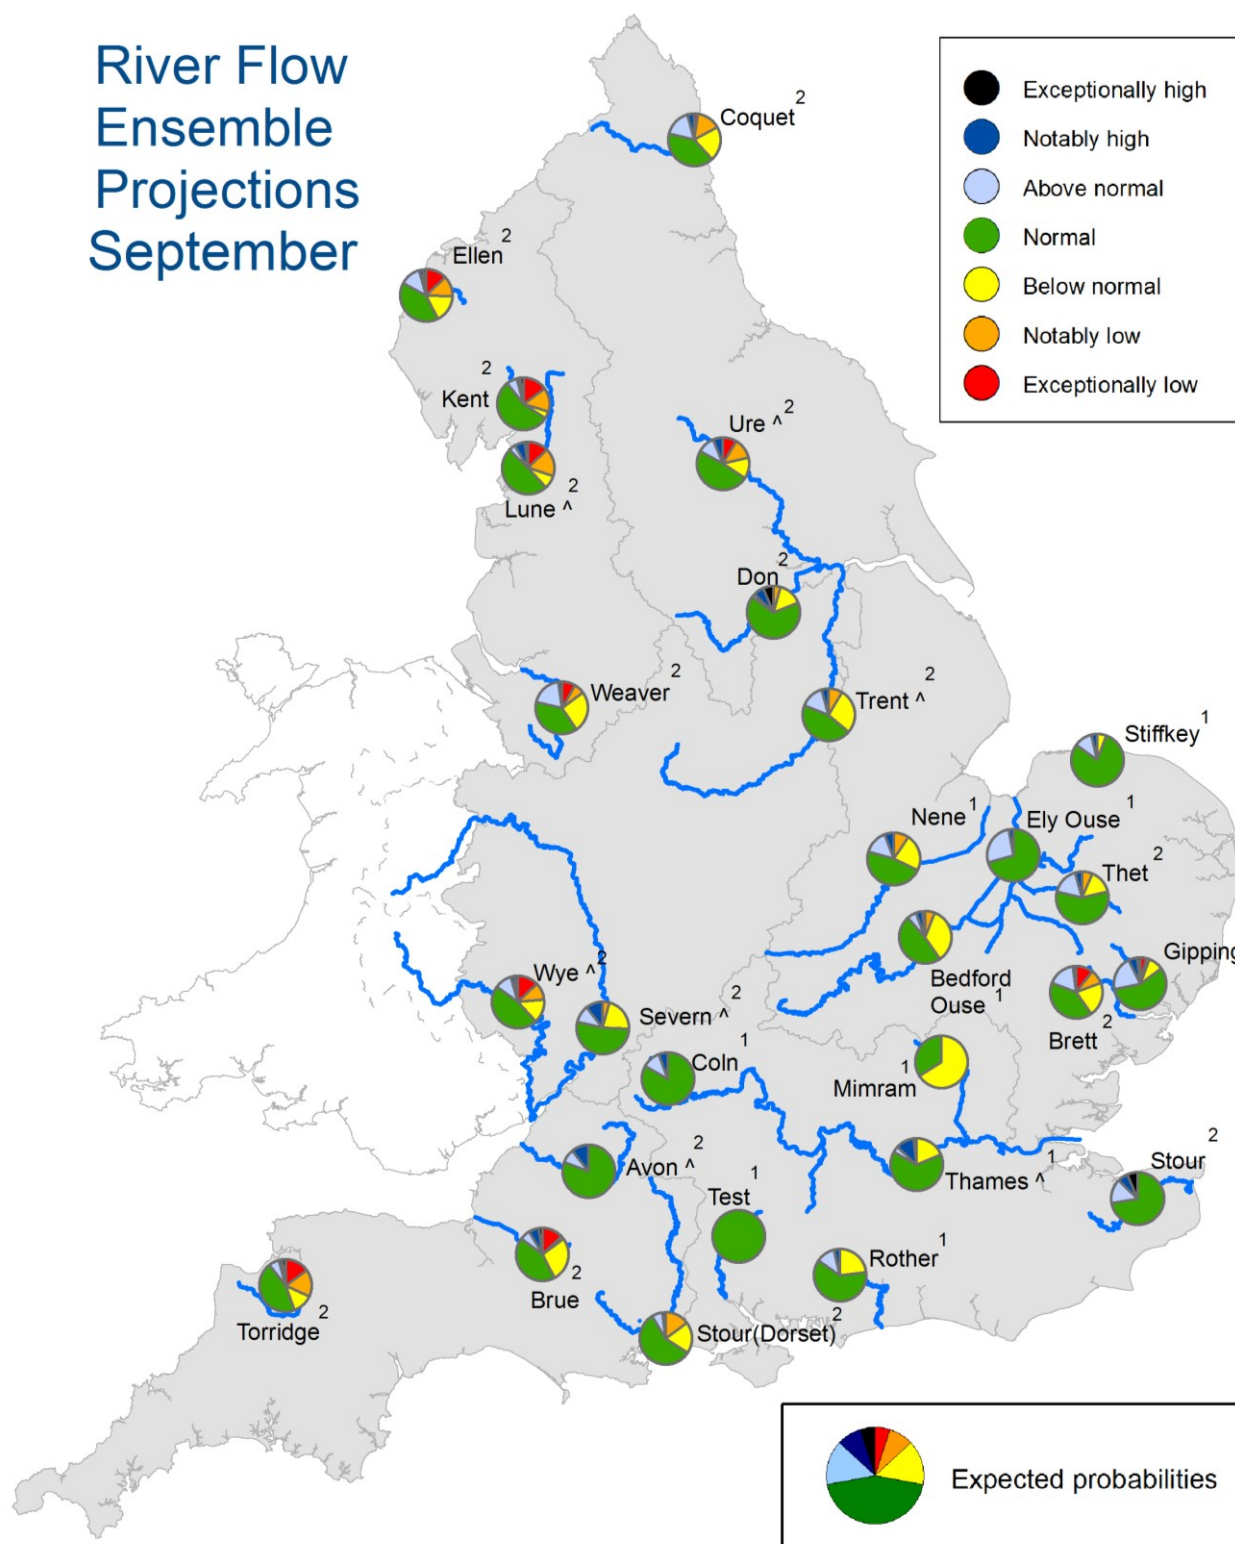 River Flow
Ensemble
Projections
September
Exceptionally high
Notably high
Above normal
Normal
Below normal
Notably low
Exceptionally low
Coquet 2
Ellen 2
Kent 2
Lune ^ 2
Ure ^ 2
Don 2
Weaver 2
Trent ^ 2
Stiffkey 1
Nene 1
Ely Ouse 1
Thet 2
Gipping
Bedford
Ouse 1
Brett 2
Wye ^ 2
Severn ^ 2
Coln 1
Mimram 1
Avon ^ 2
Test 1
Thames ^ 1
Stour 2
Brue 2
Rother 1
Torridge 2
Stour(Dorset) 2
Expected probabilities